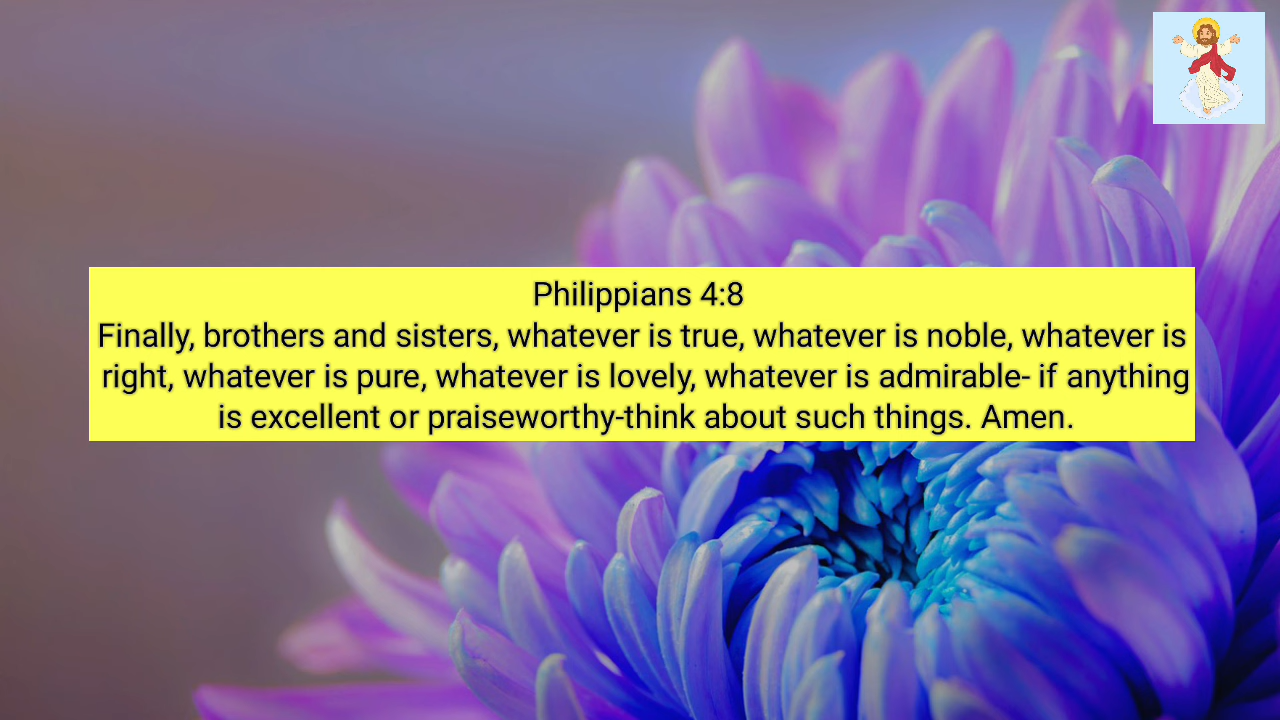 Philippians 4:8
Finally, brothers and sisters, whatever is true, whatever is noble, whatever is
right, whatever is pure, whatever is lovely, whatever is admirable- if anything
is excellent or praiseworthy-think about such things. Amen.